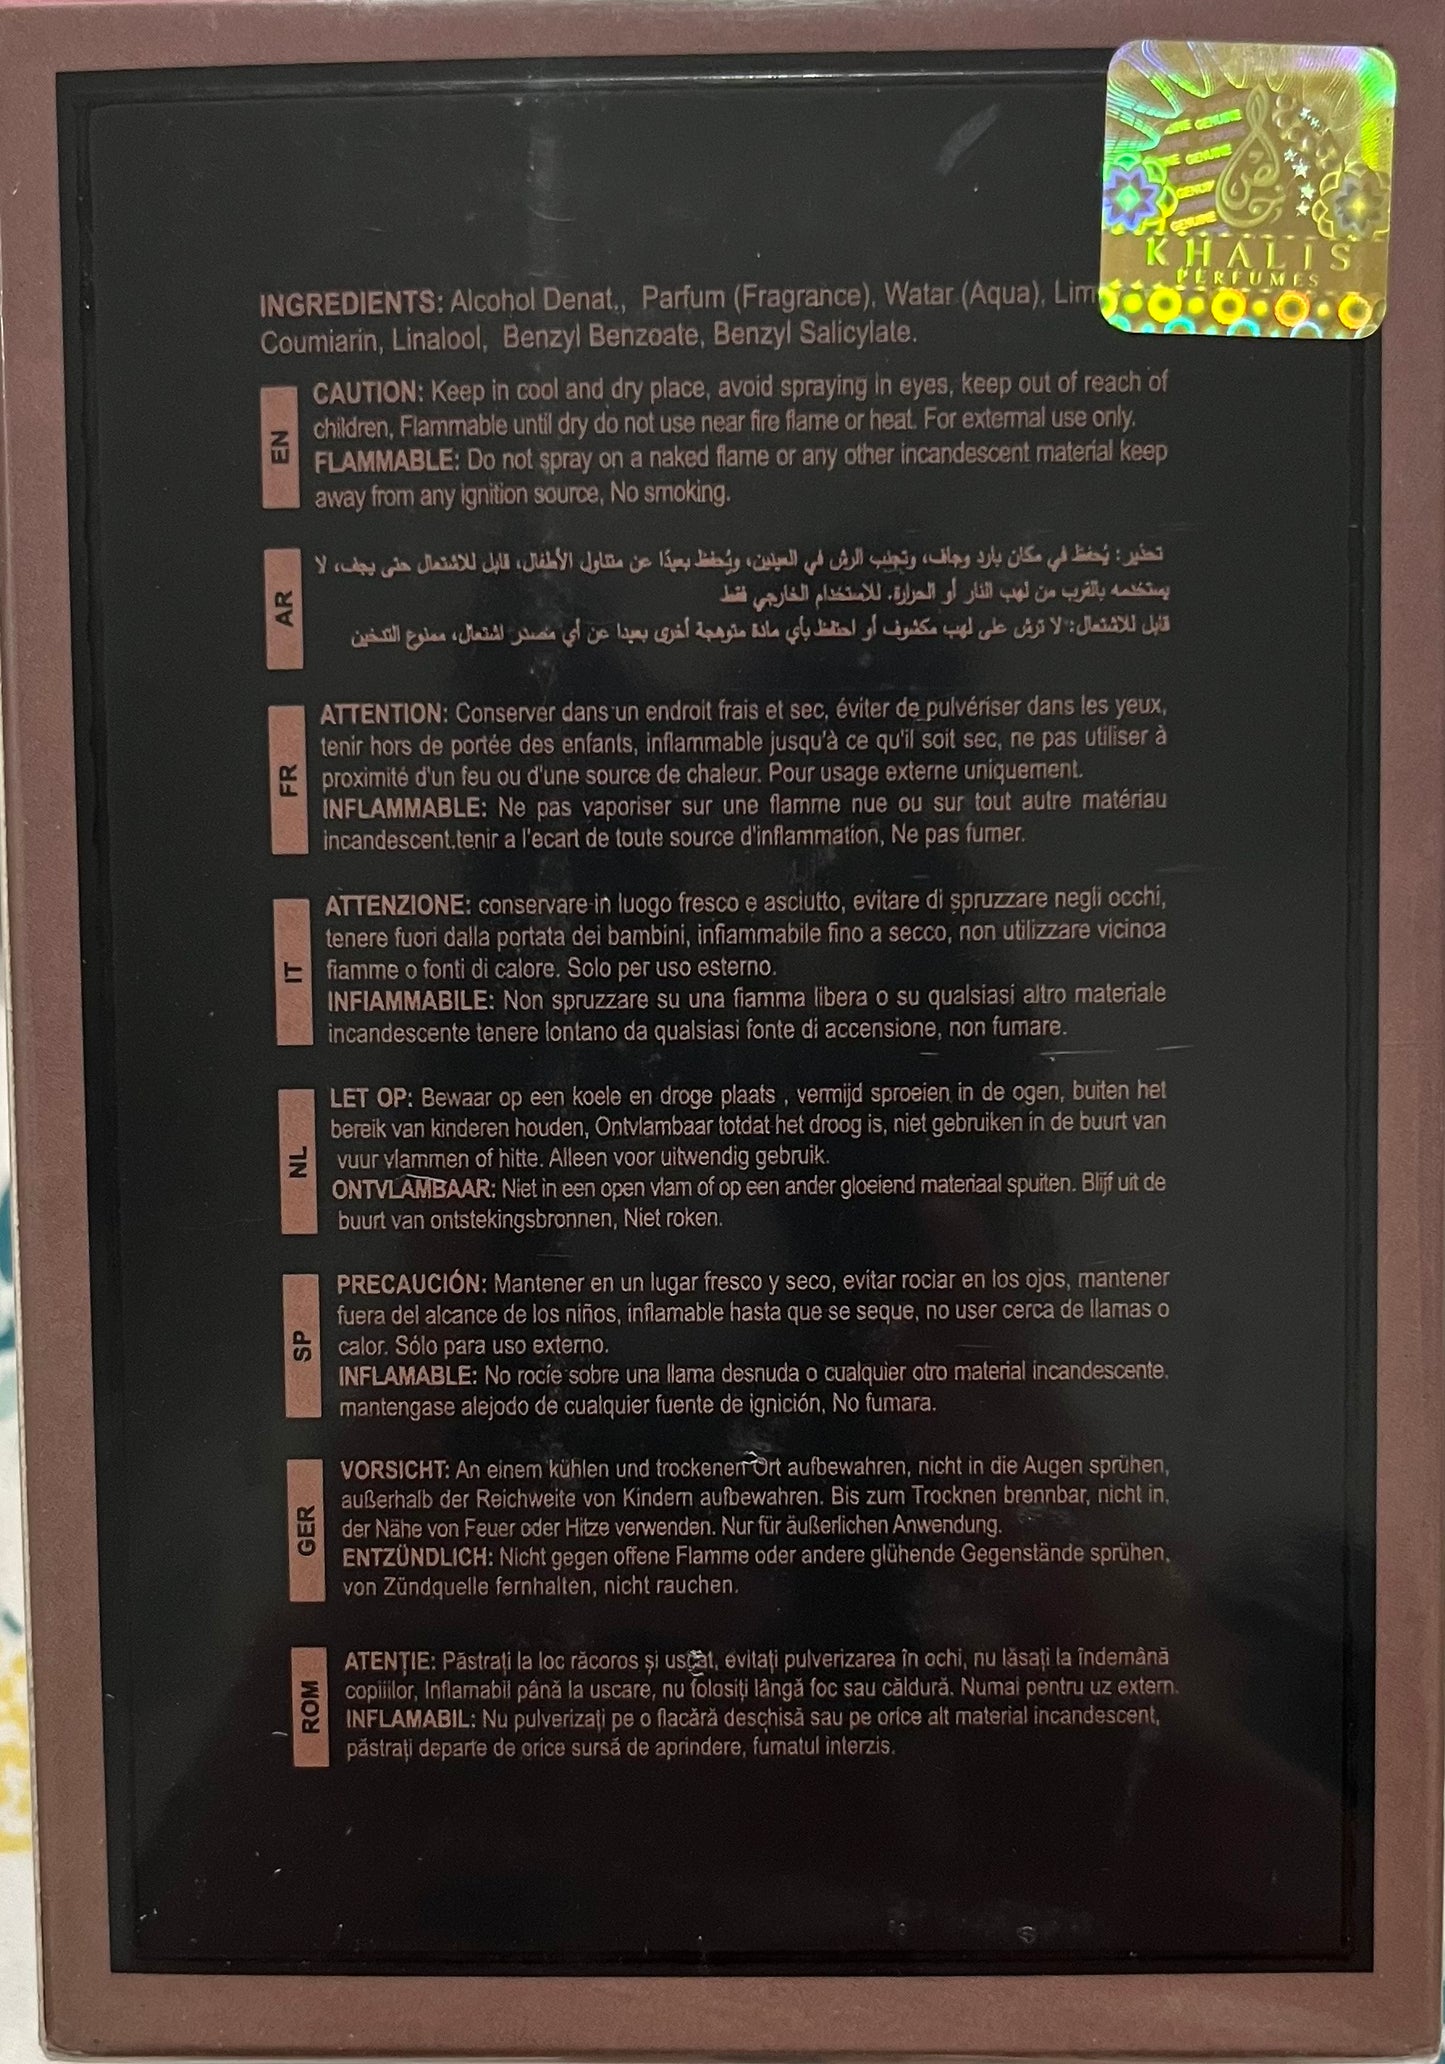 GENUINE
GENUINE
GENUINE
خالص
KHALIS
PERFUMES
INGREDIENTS: Alcohol Denat., Parfum (Fragrance), Watar (Aqua), Lim
Coumiarin, Linalool, Benzyl Benzoate, Benzyl Salicylate.
EN
CAUTION: Keep in cool and dry place, avoid spraying in eyes, keep out of reach of
children, Flammable until dry do not use near fire flame or heat. For extermal use only.
FLAMMABLE: Do not spray on a naked flame or any other incandescent material keep
away from any ignition source, No smoking.
AR
تحذير: يُحفظ في مكان بارد وجاف، وتجنب الرش في العينين، ويُحفظ بعيدًا عن متناول الأطفال، قابل للاشتعال حتى يجف، لا
يستخدمه بالقرب من لهب النار أو الحرارة. للاستخدام الخارجي فقط
قابل للاشتعال: لا ترش على لهب مكشوف أو احتفظ بأي مادة متوهجة أخرى بعيدا عن أي مصدر اشتعال، ممنوع التدخين
FR
ATTENTION: Conserver dans un endroit frais et sec, éviter de pulvériser dans les yeux,
tenir hors de portée des enfants, inflammable jusqu'à ce qu'il soit sec, ne pas utiliser à
proximité d'un feu ou d'une source de chaleur. Pour usage externe uniquement.
INFLAMMABLE: Ne pas vaporiser sur une flamme nue ou sur tout autre matériau
incandescent.tenir a l'ecart de toute source d'inflammation, Ne pas fumer.
IT
ATTENZIONE: conservare in luogo fresco e asciutto, evitare di spruzzare negli occhi,
tenere fuori dalla portata dei bambini, infiammabile fino a secco, non utilizzare vicinoa
fiamme o fonti di calore. Solo per uso esterno.
INFIAMMABILE: Non spruzzare su una fiamma libera o su qualsiasi altro materiale
incandescente tenere lontano da qualsiasi fonte di accensione, non fumare.
NL
LET OP: Bewaar op een koele en droge plaats , vermijd sproeien in de ogen, buiten het
bereik van kinderen houden, Ontvlambaar totdat het droog is, niet gebruiken in de buurt van
vuur vlammen of hitte. Alleen voor uitwendig gebruik.
ONTVLAMBAAR: Niet in een open vlam of op een ander gloeiend materiaal spuiten. Blijf uit de
buurt van ontstekingsbronnen, Niet roken.
SP
PRECAUCIÓN: Mantener en un lugar fresco y seco, evitar rociar en los ojos, mantener
fuera del alcance de los niños, inflamable hasta que se seque, no user cerca de llamas o
calor. Sólo para uso externo.
INFLAMABLE: No rocíe sobre una llama desnuda o cualquier otro material incandescente.
mantengase alejodo de cualquier fuente de ignición, No fumara.
GER
VORSICHT: An einem kühlen und trockenen Ort aufbewahren, nicht in die Augen sprühen,
außerhalb der Reichweite von Kindern aufbewahren. Bis zum Trocknen brennbar, nicht in,
der Nähe von Feuer oder Hitze verwenden. Nur für äußerlichen Anwendung.
ENTZÜNDLICH: Nicht gegen offene Flamme oder andere glühende Gegenstände sprühen,
von Zündquelle fernhalten, nicht rauchen.
ROM
ATENȚIE: Păstrați la loc răcoros și uscat, evitați pulverizarea în ochi, nu lăsați la îndemână
copiiilor, Inflamabil până la uscare, nu folosiți lângă foc sau căldură. Numai pentru uz extern.
INFLAMABIL: Nu pulverizați pe o flacără deschisă sau pe orice alt material incandescent,
păstrați departe de orice sursă de aprindere, fumatul interzis.